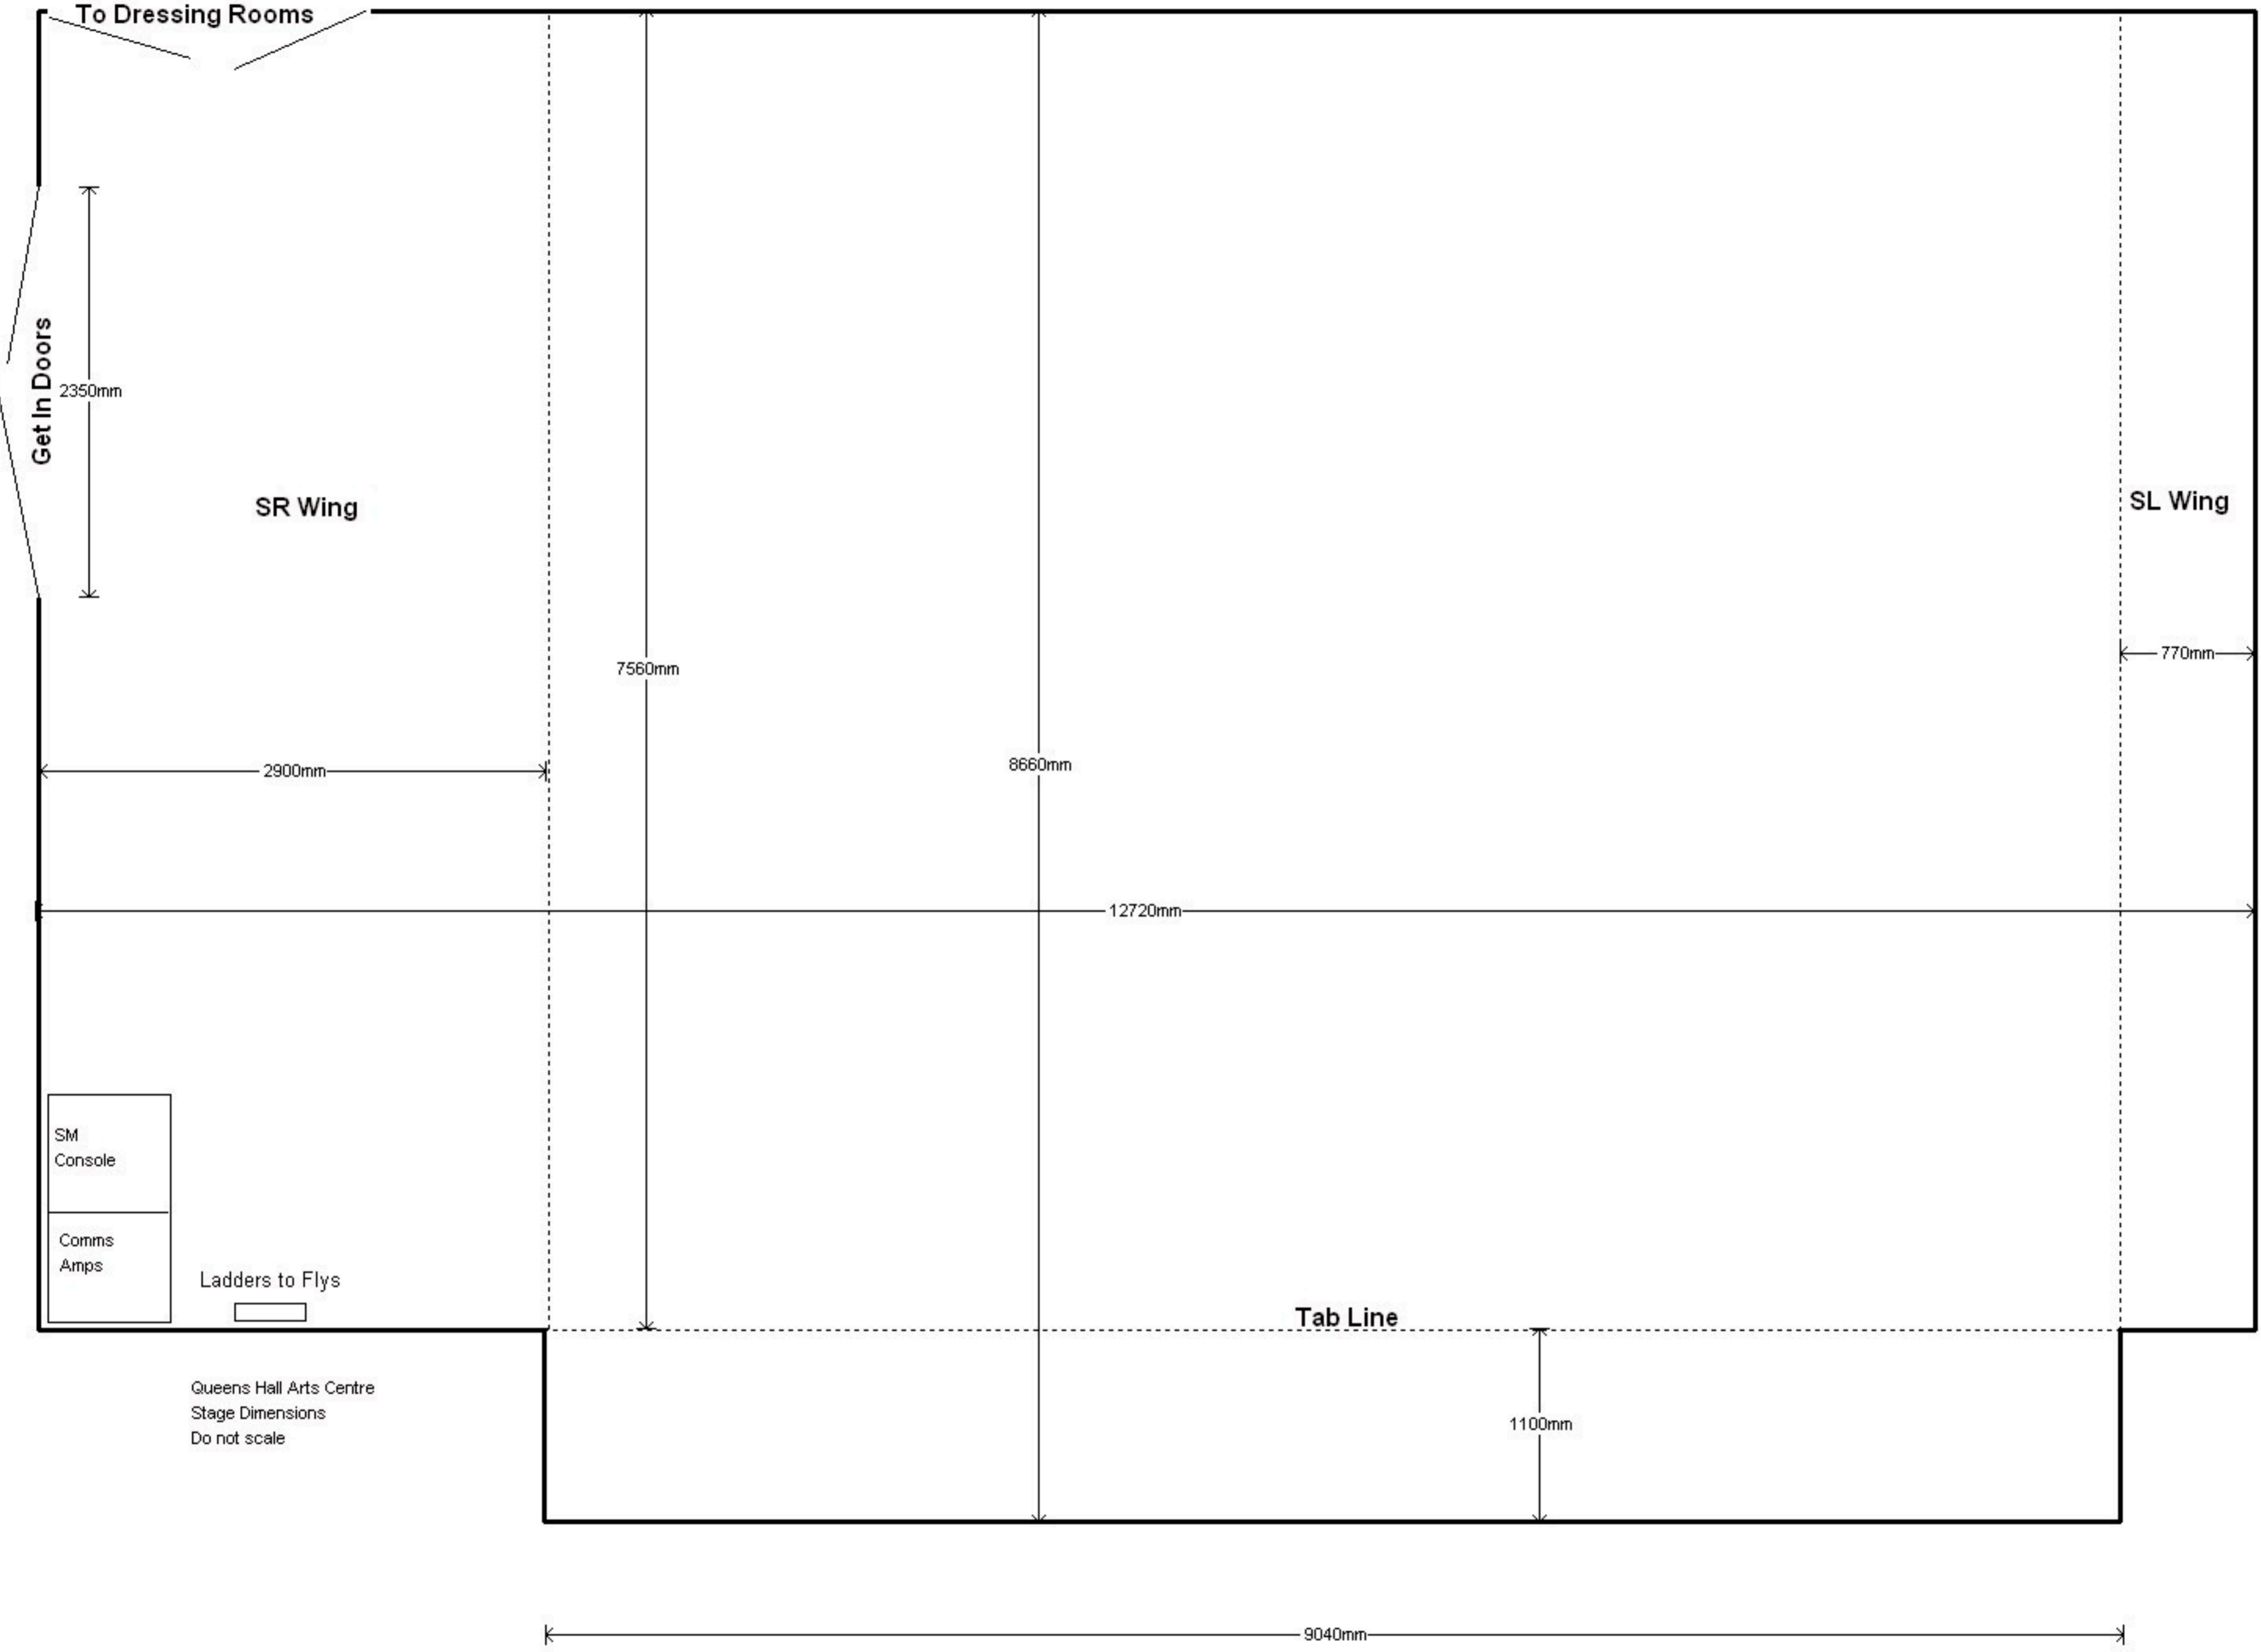 To Dressing Rooms
Get In Doors
2350mm
SR Wing
SL Wing
7560mm
770mm
8660mm
2900mm
12720mm
SM
Console
Comms
Amps
Ladders to Flys
Tab Line
Queens Hall Arts Centre
Stage Dimensions
Do not scale
1100mm
9040mm